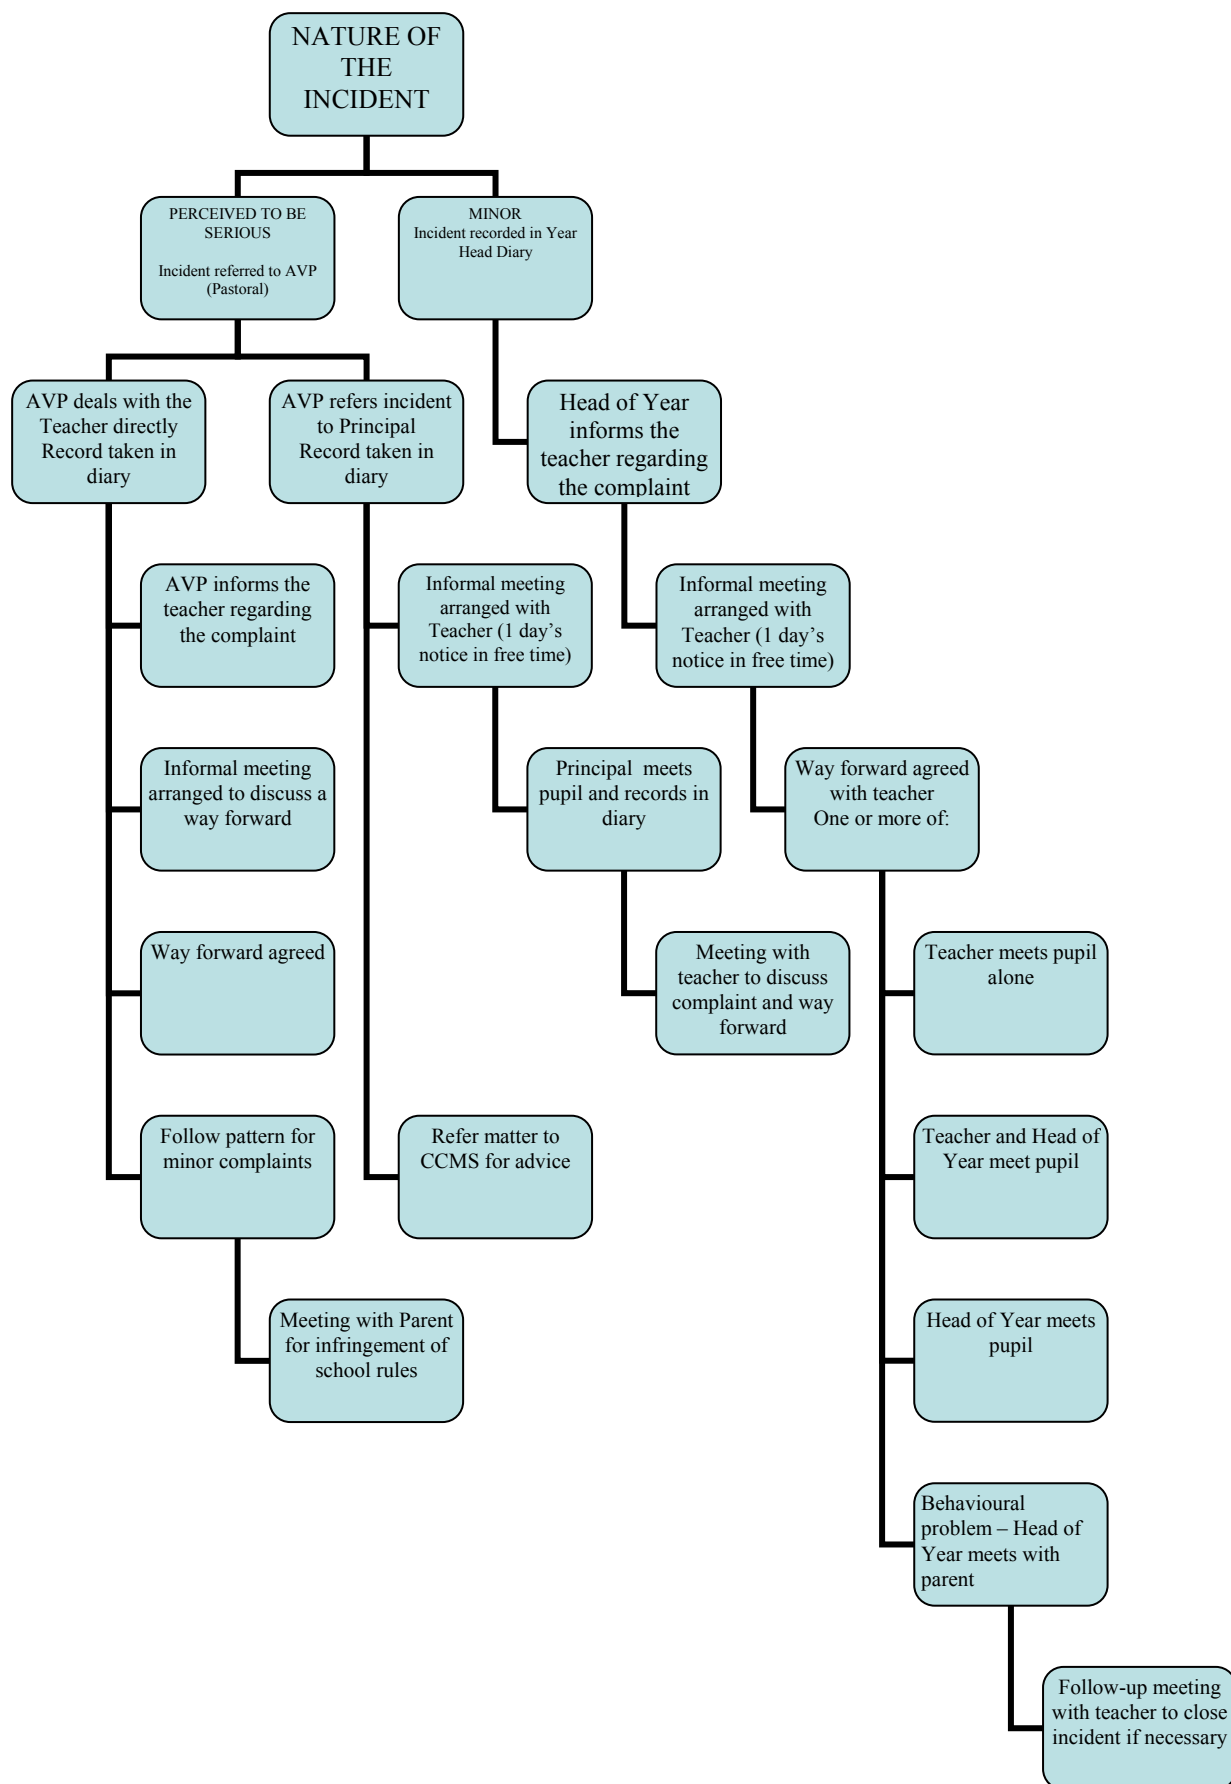 NATURE OF
THE
INCIDENT
PERCEIVED TO BE
SERIOUS
Incident referred to AVP
(Pastoral)
MINOR
Incident recorded in Year
Head Diary
AVP deals with the
Teacher directly
Record taken in
diary
AVP refers incident
to Principal
Record taken in
diary
Head of Year
informs the
teacher regarding
the complaint
AVP informs the
teacher regarding
the complaint
Informal meeting
arranged with
Teacher (1 day’s
notice in free time)
Informal meeting
arranged with
Teacher (1 day’s
notice in free time)
Informal meeting
arranged to discuss a
way forward
Principal meets
pupil and records in
diary
Way forward agreed
with teacher
One or more of:
Way forward agreed
Meeting with
teacher to discuss
complaint and way
forward
Teacher meets pupil
alone
Follow pattern for
minor complaints
Refer matter to
CCMS for advice
Teacher and Head of
Year meet pupil
Meeting with Parent
for infringement of
school rules
Head of Year meets
pupil
Behavioural
problem – Head of
Year meets with
parent
Follow-up meeting
with teacher to close
incident if necessary